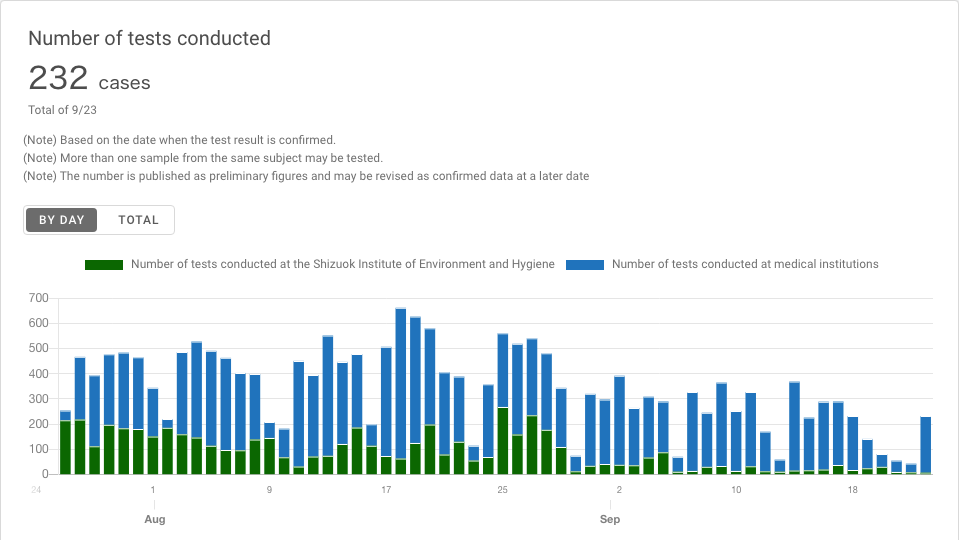 Number of tests conducted
232 cases
Total of 9/23
(Note) Based on the date when the test result is confirmed.
(Note) More than one sample from the same subject may be tested.
(Note) The number is published as preliminary figures and may be revised as confirmed data at a later date
BY DAY TOTAL
Number of tests conducted at the Shizuok Institute of Environment and Hygiene Number of tests conducted at medical institutions
700
600
500
400
300
200
100
0
24 1 9 17 25 2 10 18
Aug Sep